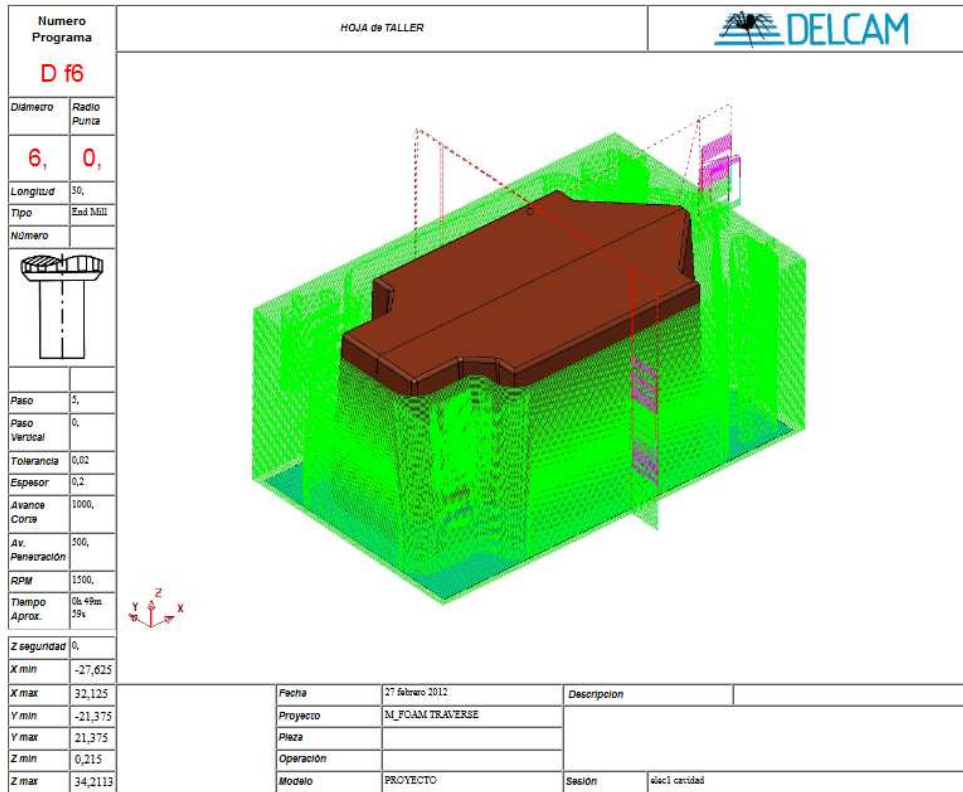 Numero
Programa
HOJA de TALLER
DELCAM
D f6
Diámetro
Radio
Punta
6,
0,
Longitud
30,
Tipo
End Mill
Número
Paso
5,
Paso
Vertical
0,
Tolerancia
0,02
Espesor
0,2
Avance
Corte
1000,
Av.
Penetración
500,
RPM
1500,
Tiempo
Aprox.
0h 49m
59s
Z
Y
X
Z seguridad
0,
X min
-27,625
X max
32,125
Y min
-21,375
Y max
21,375
Z min
0,215
Z max
34,2113
Fecha
27 febrero 2012
Descripcion
Proyecto
M_FOAM TRAVERSE
Pieza
Operación
Modelo
PROYECTO
Sesión
elec1 cavidad